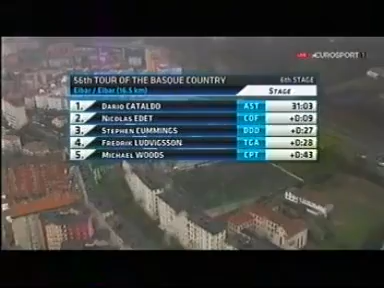 EUROSPORT 1
56th TOUR OF THE BASQUE COUNTRY 6th STAGE
Eibar / Eibar (16.5 km) STAGE
1. DARIO CATALDO AST 31:03
2. NICOLAS EDET COF +0:09
3. STEPHEN CUMMINGS DDD +0:27
4. FREDRIK LUDVIGSSON TGA +0:28
5. MICHAEL WOODS CPT +0:43